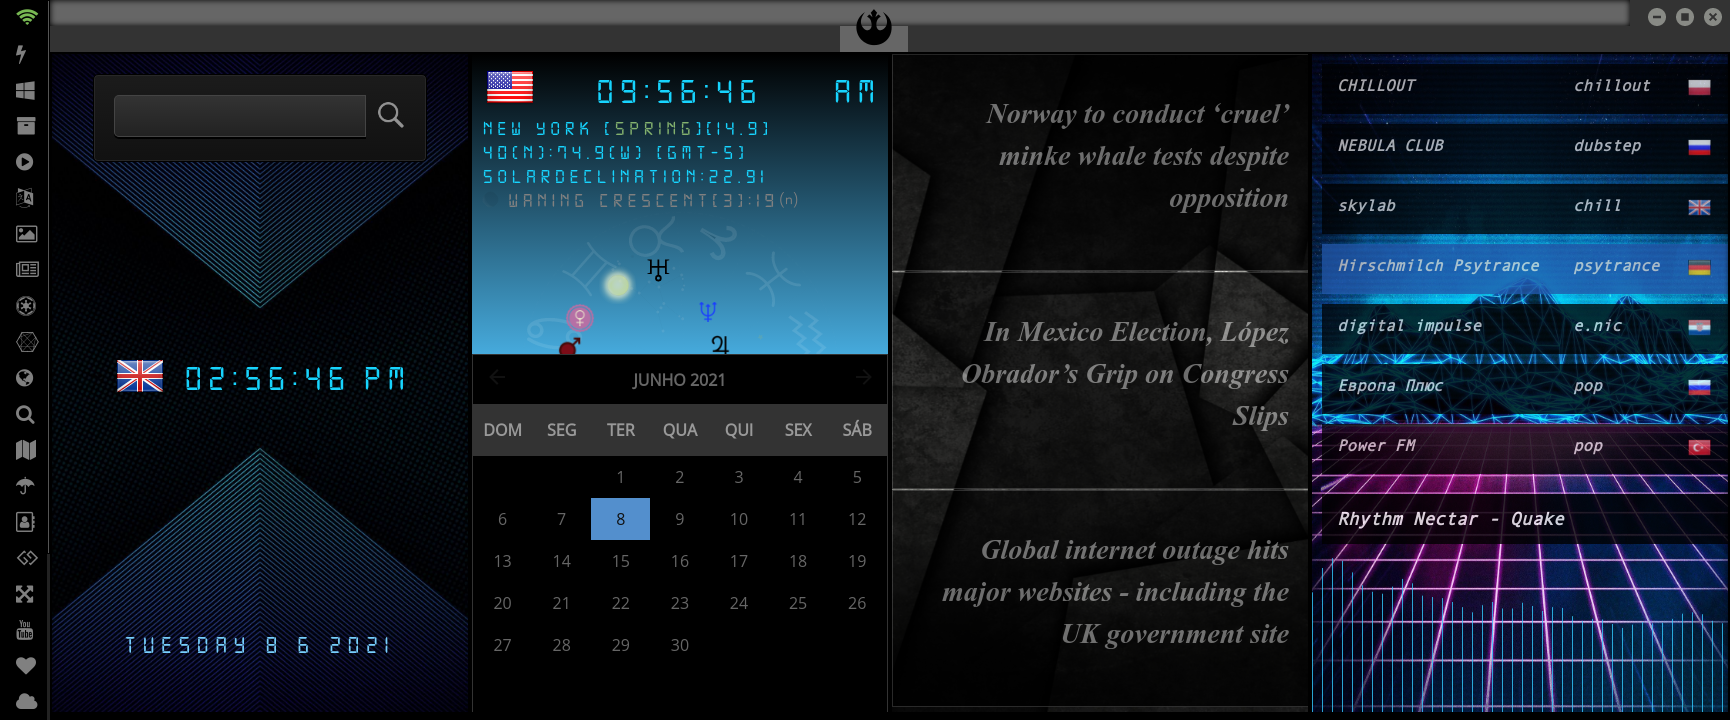 02:56:46 PM
TUESDAY 8 6 2021
09:56:46 AM
NEW YORK [SPRING][14.9]
40(N):74.9(W) (GMT-5)
SOLARDECLINATION:22.91
WANING CRESCENT[3]:19(n)
JUNHO 2021
DOM SEG TER QUA QUI SEX SÁB
1 2 3 4 5
6 7 8 9 10 11 12
13 14 15 16 17 18 19
20 21 22 23 24 25 26
27 28 29 30
Norway to conduct ‘cruel’
minke whale tests despite
opposition
In Mexico Election, López
Obrador’s Grip on Congress
Slips
Global internet outage hits
major websites - including the
UK government site
CHILLOUT chillout
NEBULA CLUB dubstep
skylab chill
Hirschmilch Psytrance psytrance
digital impulse e.nic
Европа Плюс pop
Power FM pop
Rhythm Nectar - Quake
You
Tube